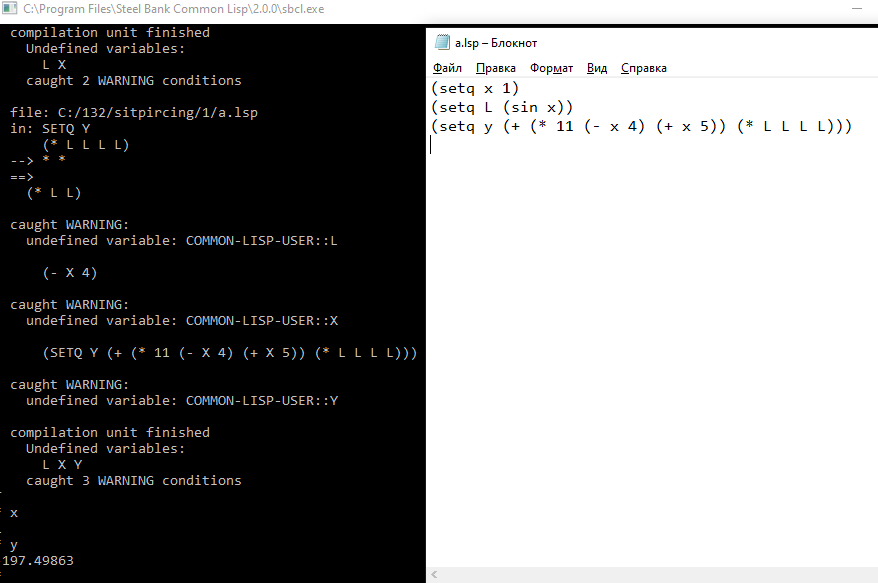 C:\Program Files\Steel Bank Common Lisp\2.0.0\sbcl.exe
compilation unit finished
Undefined variables:
L X
caught 2 WARNING conditions
file: C:/132/sitpircing/1/a.lsp
in: SETQ Y
(* L L L L)
--> * *
==>
(* L L)
caught WARNING:
undefined variable: COMMON-LISP-USER::L
(- X 4)
caught WARNING:
undefined variable: COMMON-LISP-USER::X
(SETQ Y (+ (* 11 (- X 4) (+ X 5)) (* L L L L)))
caught WARNING:
undefined variable: COMMON-LISP-USER::Y
compilation unit finished
Undefined variables:
L X Y
caught 3 WARNING conditions
x
y
197.49863
a.lsp – Блокнот
Файл Правка Формат Вид Справка
(setq x 1)
(setq L (sin x))
(setq y (+ (* 11 (- x 4) (+ x 5)) (* L L L L)))